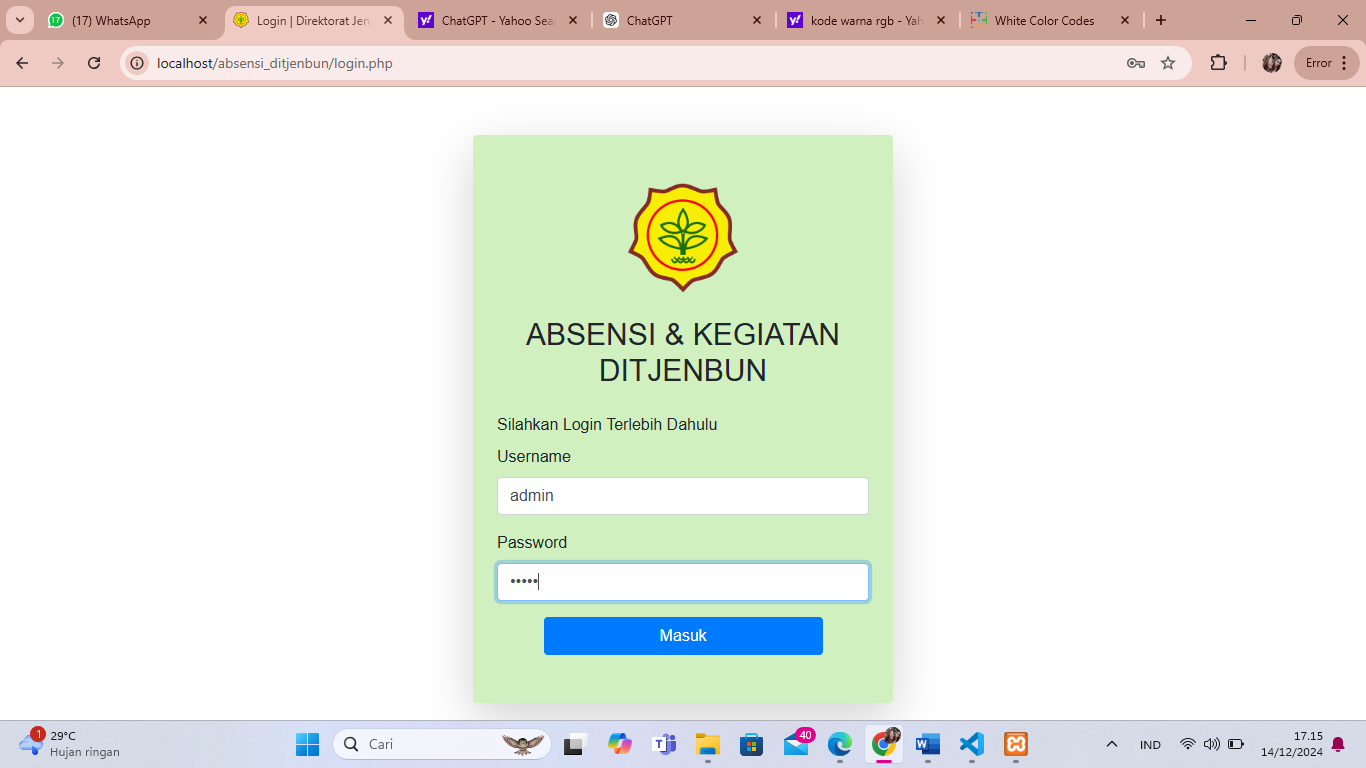 (17) WhatsApp
Login | Direktorat Jen
ChatGPT - Yahoo Sea
ChatGPT
kode warna rgb - Yah
White Color Codes
localhost/absensi_ditjenbun/login.php
Error
ABSENSI & KEGIATAN
DITJENBUN
Silahkan Login Terlebih Dahulu
Username
admin
Password
•••••
Masuk
1
29°C
Hujan ringan
Cari
40
IND
17.15
14/12/2024